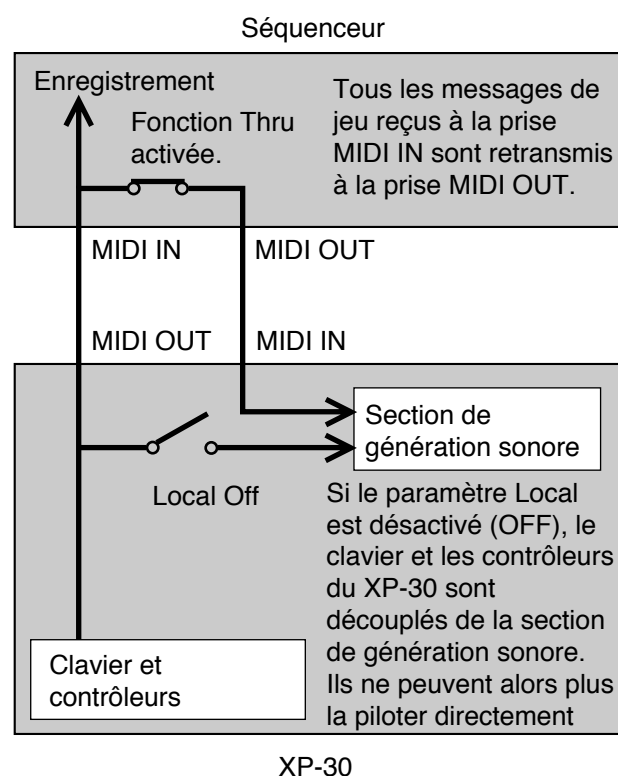 Séquenceur
Enregistrement
Fonction Thru
activée.
Tous les messages de
jeu reçus à la prise
MIDI IN sont retransmis
à la prise MIDI OUT.
MIDI IN
MIDI OUT
MIDI OUT
MIDI IN
Section de
génération sonore
Local Off
Si le paramètre Local
est désactivé (OFF), le
clavier et les contrôleurs
du XP-30 sont
découplés de la section
de génération sonore.
Ils ne peuvent alors plus
la piloter directement
Clavier et
contrôleurs
XP-30